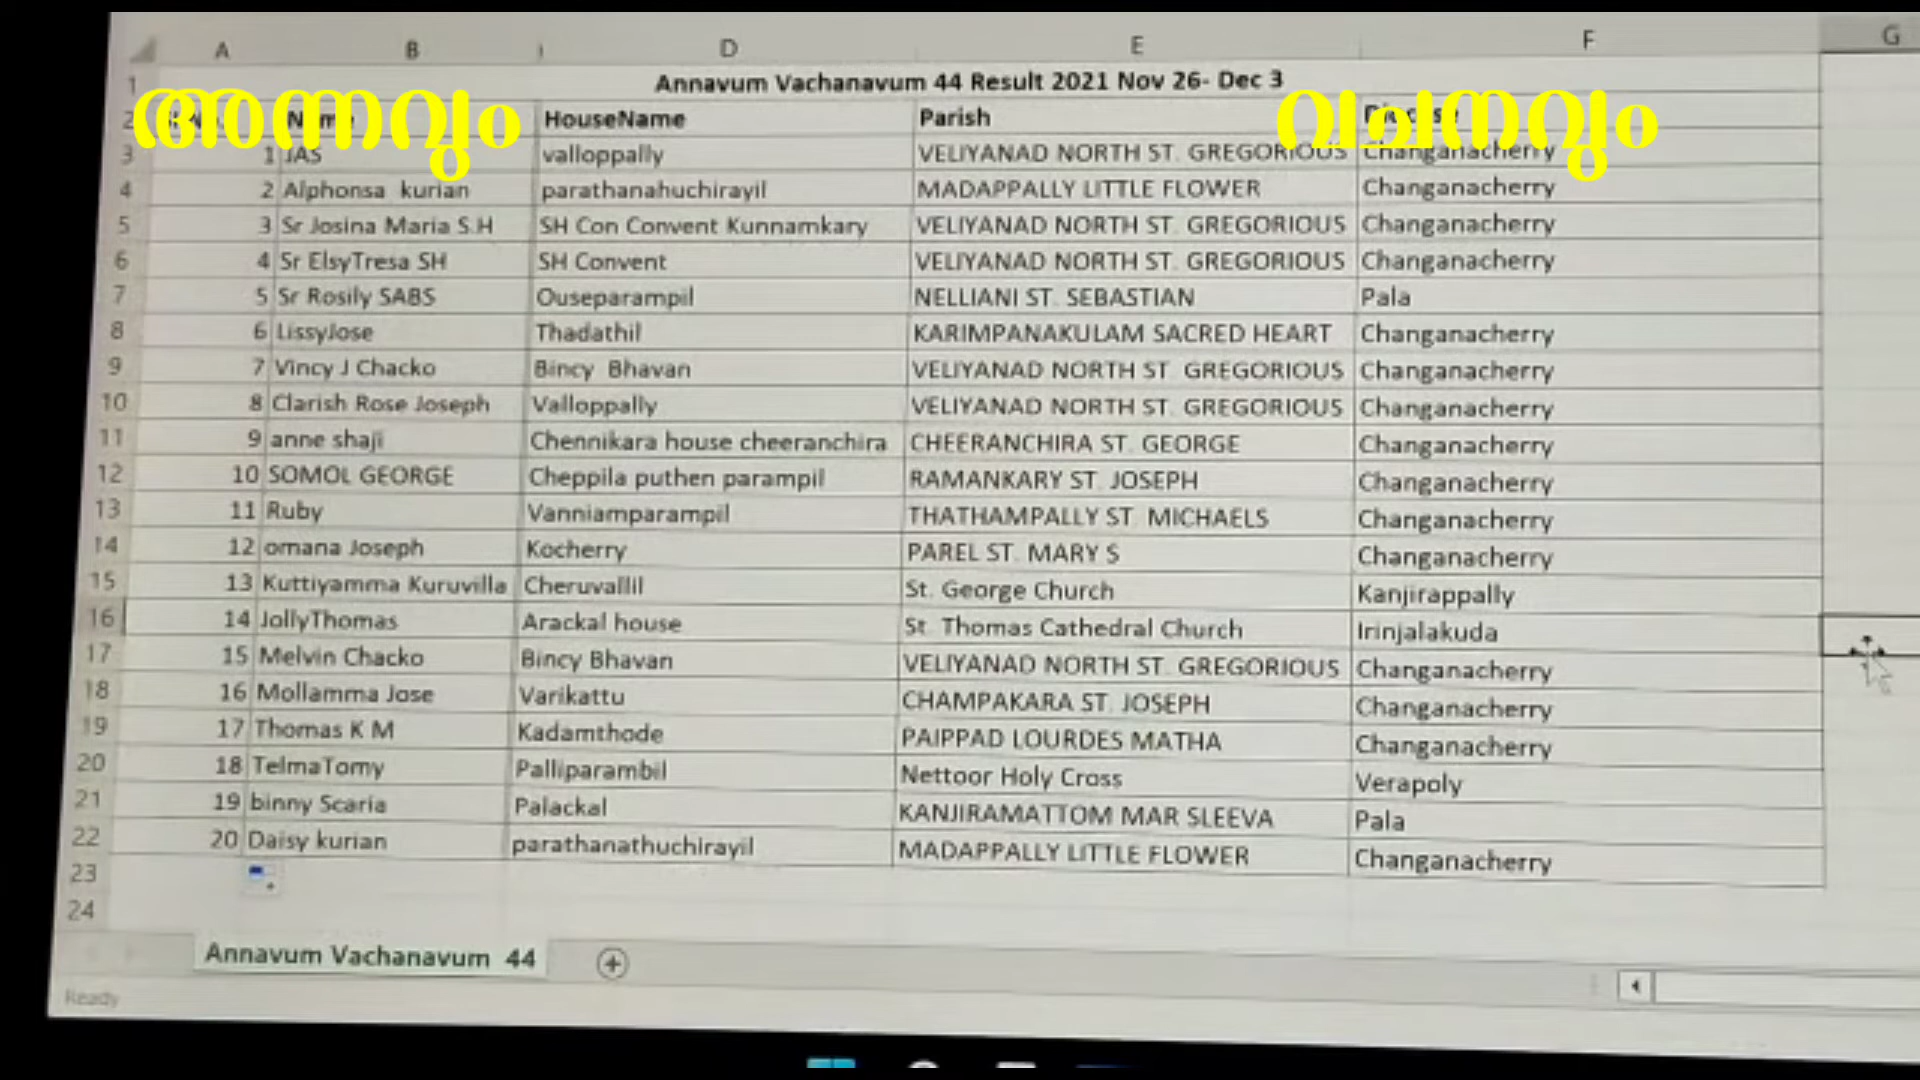 A B D E F G
1 Annavum Vachanavum 44 Result 2021 Nov 26- Dec 3
അന്നവും വചനവും
2 Name HouseName Parish
3 1 JAS valloppally VELIYANAD NORTH ST. GREGORIOUS Changanacherry
4 2 Alphonsa kurian parathanahuchirayil MADAPPALLY LITTLE FLOWER Changanacherry
5 3 Sr Josina Maria S.H SH Con Convent Kunnamkary VELIYANAD NORTH ST. GREGORIOUS Changanacherry
6 4 Sr ElsyTresa SH SH Convent VELIYANAD NORTH ST. GREGORIOUS Changanacherry
7 5 Sr Rosily SABS Ouseparampil NELLIANI ST. SEBASTIAN Pala
8 6 LissyJose Thadathil KARIMPANAKULAM SACRED HEART Changanacherry
9 7 Vincy J Chacko Bincy Bhavan VELIYANAD NORTH ST. GREGORIOUS Changanacherry
10 8 Clarish Rose Joseph Valloppally VELIYANAD NORTH ST. GREGORIOUS Changanacherry
11 9 anne shaji Chennikara house cheeranchira CHEERANCHIRA ST. GEORGE Changanacherry
12 10 SOMOL GEORGE Cheppila puthen parampil RAMANKARY ST. JOSEPH Changanacherry
13 11 Ruby Vanniamparampil THATHAMPALLY ST. MICHAELS Changanacherry
14 12 omana Joseph Kocherry PAREL ST. MARY S Changanacherry
15 13 Kuttiyamma Kuruvilla Cheruvallil St. George Church Kanjirappally
16 14 JollyThomas Arackal house St. Thomas Cathedral Church Irinjalakuda
17 15 Melvin Chacko Bincy Bhavan VELIYANAD NORTH ST. GREGORIOUS Changanacherry
18 16 Mollamma Jose Varikattu CHAMPAKARA ST. JOSEPH Changanacherry
19 17 Thomas K M Kadamthode PAIPPAD LOURDES MATHA Changanacherry
20 18 TelmaTomy Palliparambil Nettoor Holy Cross Verapoly
21 19 binny Scaria Palackal KANJIRAMATTOM MAR SLEEVA Pala
22 20 Daisy kurian parathanathuchirayil MADAPPALLY LITTLE FLOWER Changanacherry
23
24
Annavum Vachanavum 44
Ready